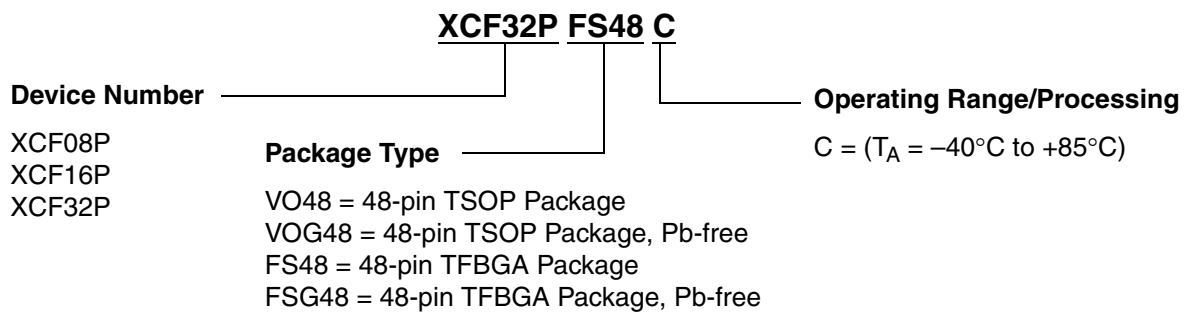 XCF32P FS48 C
Device Number
XCF08P
XCF16P
XCF32P
Package Type
VO48 = 48-pin TSOP Package
VOG48 = 48-pin TSOP Package, Pb-free
FS48 = 48-pin TFBGA Package
FSG48 = 48-pin TFBGA Package, Pb-free
Operating Range/Processing
C = (TA = –40°C to +85°C)